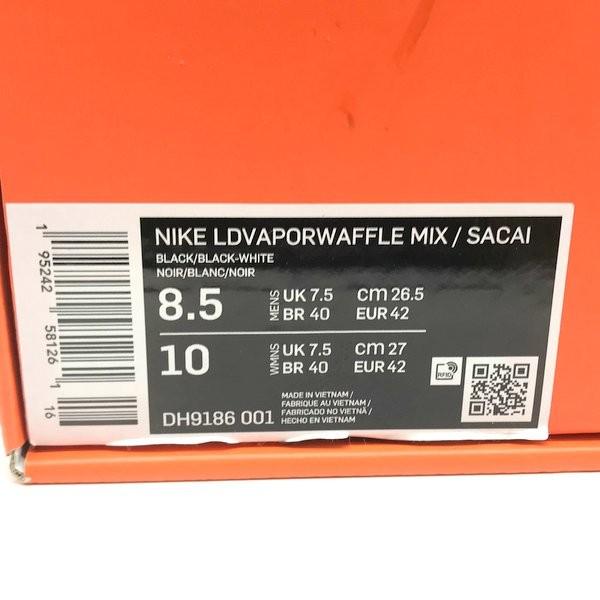 NIKE LDVAPORWAFFLE MIX / SACAI
BLACK/BLACK-WHITE
NOIR/BLANC/NOIR
8.5 MENS UK 7.5 cm 26.5
BR 40 EUR 42
10 WMNS UK 7.5 cm 27
BR 40 EUR 42
RFID
MADE IN VIETNAM /
FABRIQUE AU VIETNAM /
FABRICADO NO VIETNÃ /
HECHO EN VIETNAM
DH9186 001
1 95242 58126 1 16